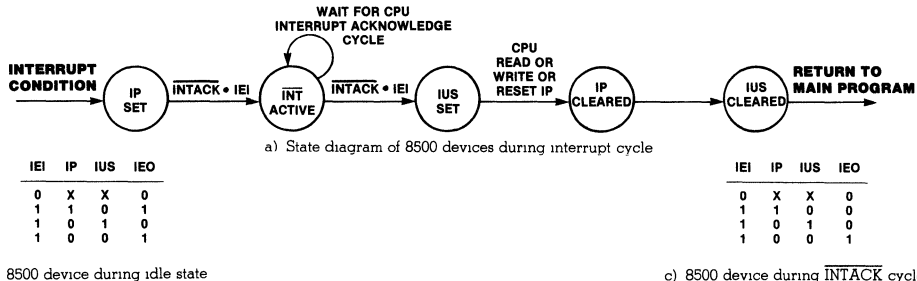 WAIT FOR CPU
INTERRUPT ACKNOWLEDGE
CYCLE
INTERRUPT
CONDITION
IP
SET
INTACK • IEI
INT
ACTIVE
INTACK • IEI
IUS
SET
CPU
READ OR
WRITE OR
RESET IP
IP
CLEARED
IUS
CLEARED
RETURN TO
MAIN PROGRAM
a) State diagram of 8500 devices during interrupt cycle
IEI IP IUS IEO
0 X X 0
1 1 0 1
1 0 1 0
1 0 0 1
8500 device during idle state
IEI IP IUS IEO
0 X X 0
1 1 0 0
1 0 1 0
1 0 0 1
c) 8500 device during INTACK cycl